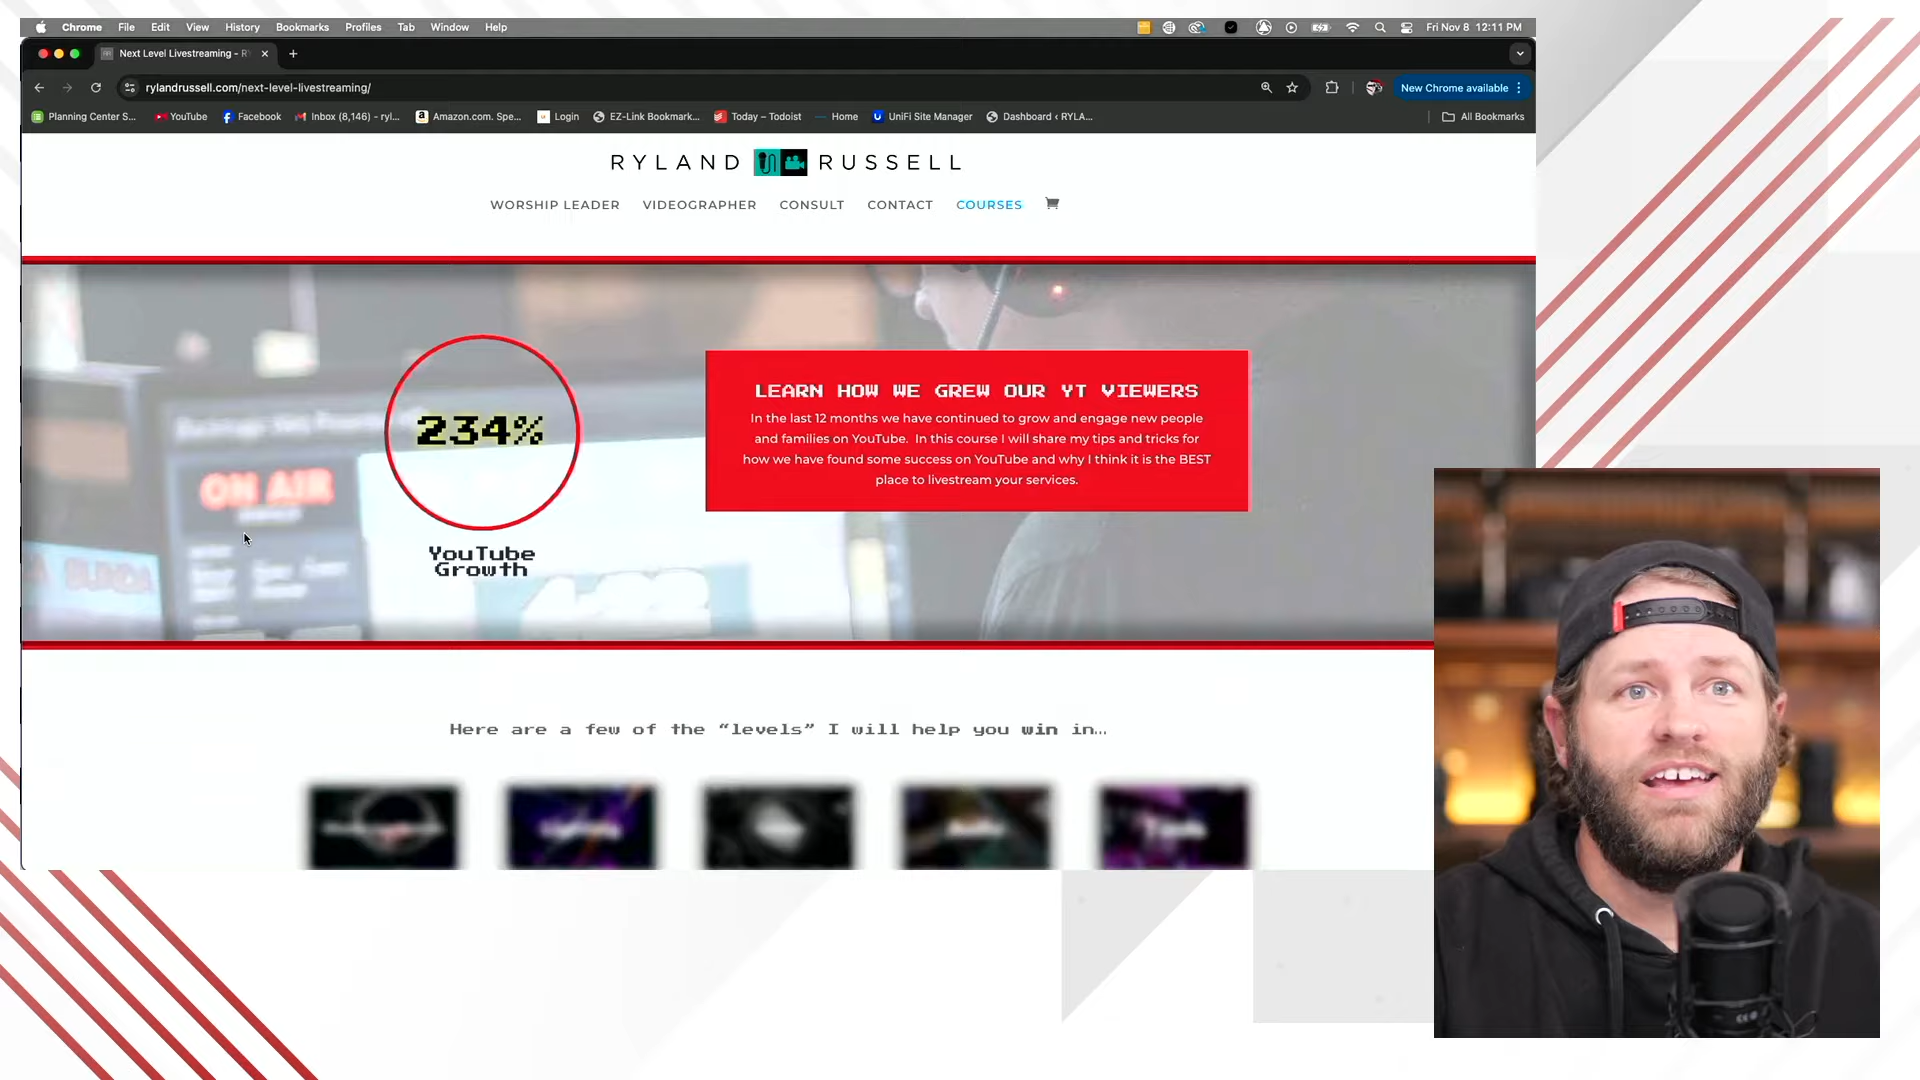 Chrome File Edit View History Bookmarks Profiles Tab Window Help
Fri Nov 8 12:11 PM
Next Level Livestreaming - R
rylandrussell.com/next-level-livestreaming/
New Chrome available
Planning Center S... YouTube Facebook Inbox (8,146) - ryl... Amazon.com. Spe... Login EZ-Link Bookmark... Today – Todoist Home UniFi Site Manager Dashboard ‹ RYLA... All Bookmarks
RYLAND RUSSELL
WORSHIP LEADER VIDEOGRAPHER CONSULT CONTACT COURSES
234%
YouTube
Growth
LEARN HOW WE GREW OUR YT VIEWERS
In the last 12 months we have continued to grow and engage new people
and families on YouTube. In this course I will share my tips and tricks for
how we have found some success on YouTube and why I think it is the BEST
place to livestream your services.
ON AIR
Here are a few of the “levels” I will help you win in...